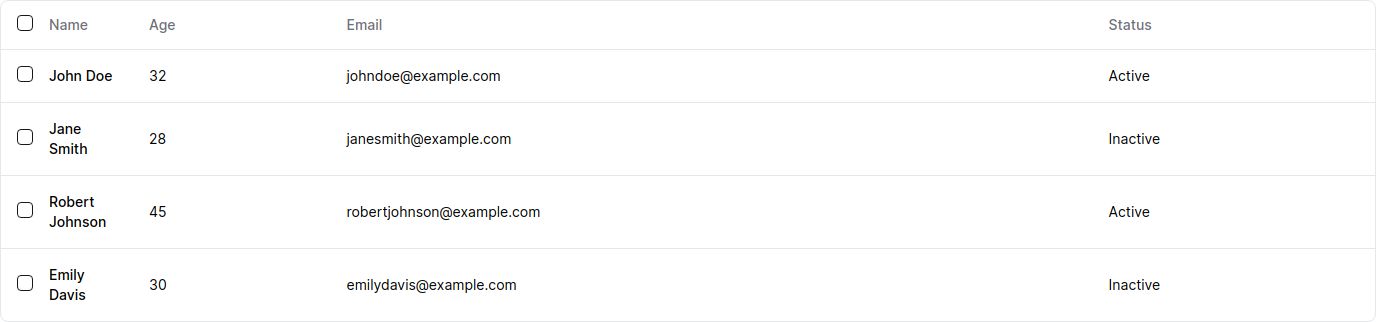 Name Age Email Status
John Doe 32 johndoe@example.com Active
Jane
Smith 28 janesmith@example.com Inactive
Robert
Johnson 45 robertjohnson@example.com Active
Emily
Davis 30 emilydavis@example.com Inactive